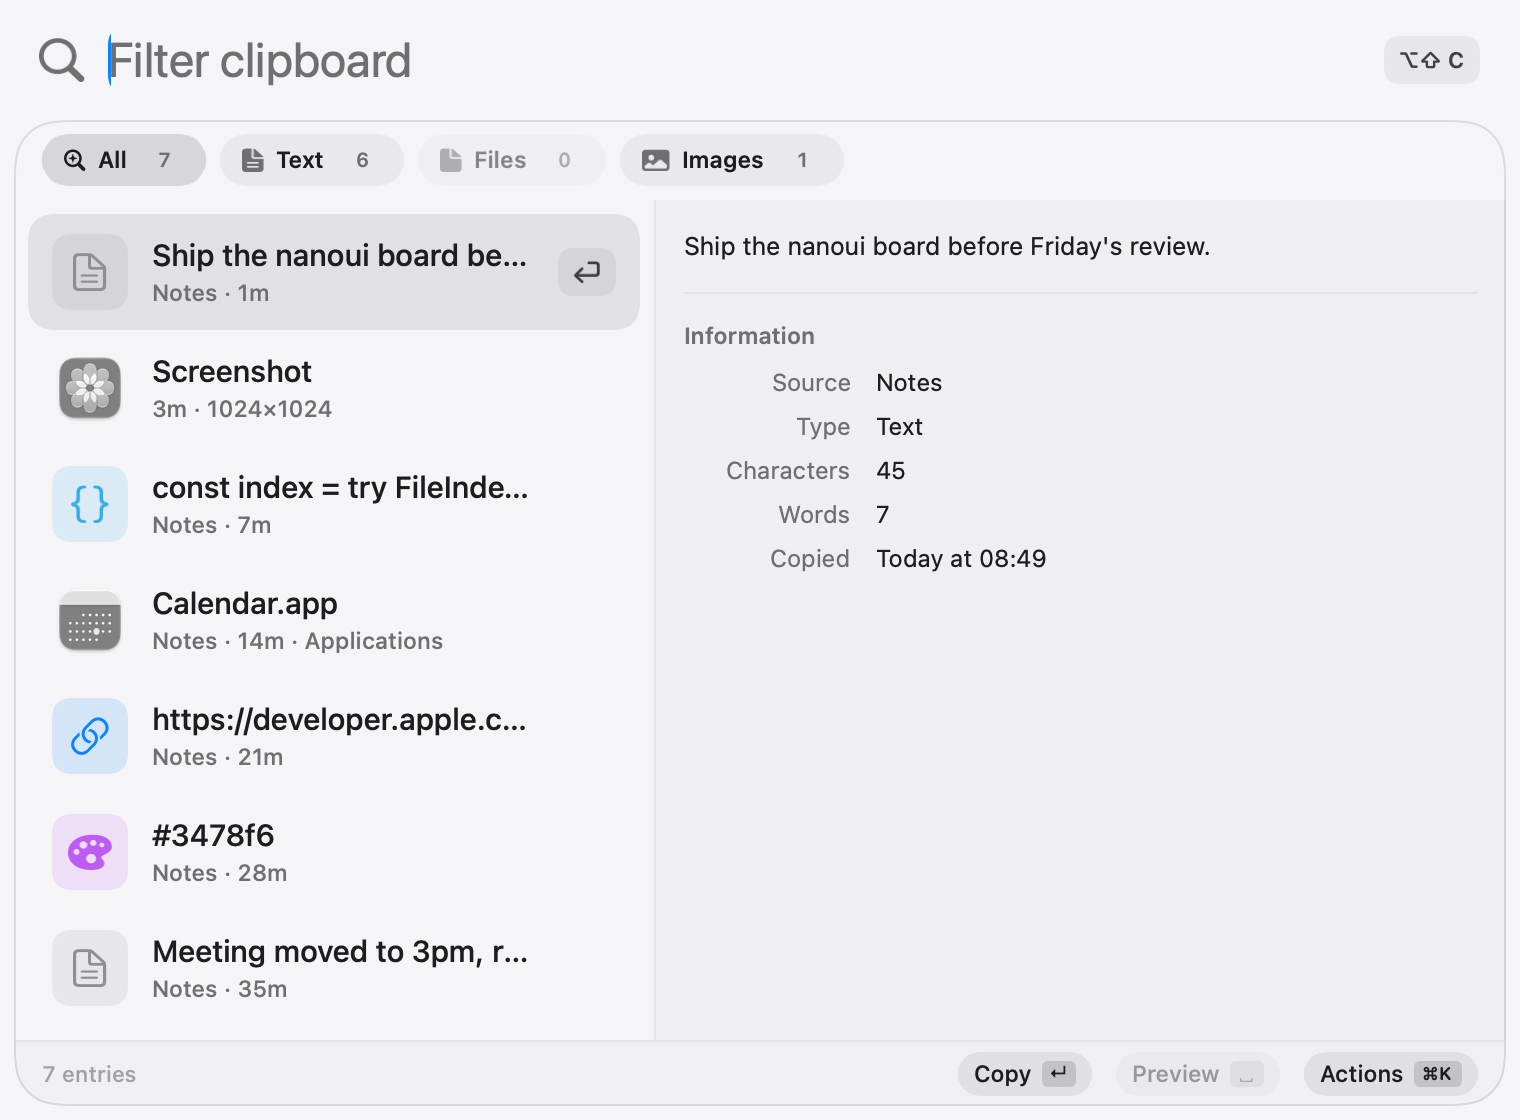 Filter clipboard
⌥⇧ C
All 7 Text 6 Files 0 Images 1
Ship the nanoui board be...
Notes · 1m
Screenshot
3m · 1024×1024
const index = try FileInde...
Notes · 7m
Calendar.app
Notes · 14m · Applications
https://developer.apple.c...
Notes · 21m
#3478f6
Notes · 28m
Meeting moved to 3pm, r...
Notes · 35m
Ship the nanoui board before Friday's review.
Information
Source Notes
Type Text
Characters 45
Words 7
Copied Today at 08:49
7 entries
Copy ↵ Preview ⎵ Actions ⌘K